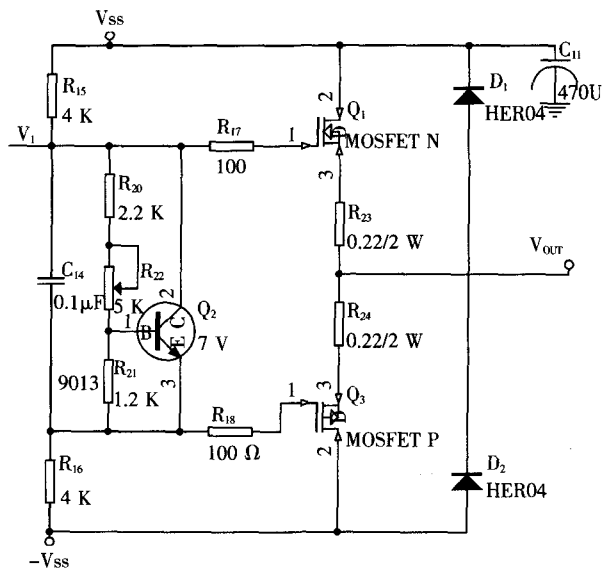 Vss
C₁₁
470U
D₁
HER04
R₁₅
4 K
V₁
R₁₇
100
1
2
Q₁
MOSFET N
3
R₂₀
2.2 K
R₂₃
0.22/2 W
V_OUT
C₁₄
0.1μF
R₂₂
5 K
1
2
B
C
E
Q₂
7 V
3
R₂₄
0.22/2 W
9013
R₂₁
1.2 K
R₁₈
100 Ω
1
3
Q₃
MOSFET P
2
R₁₆
4 K
D₂
HER04
-Vss